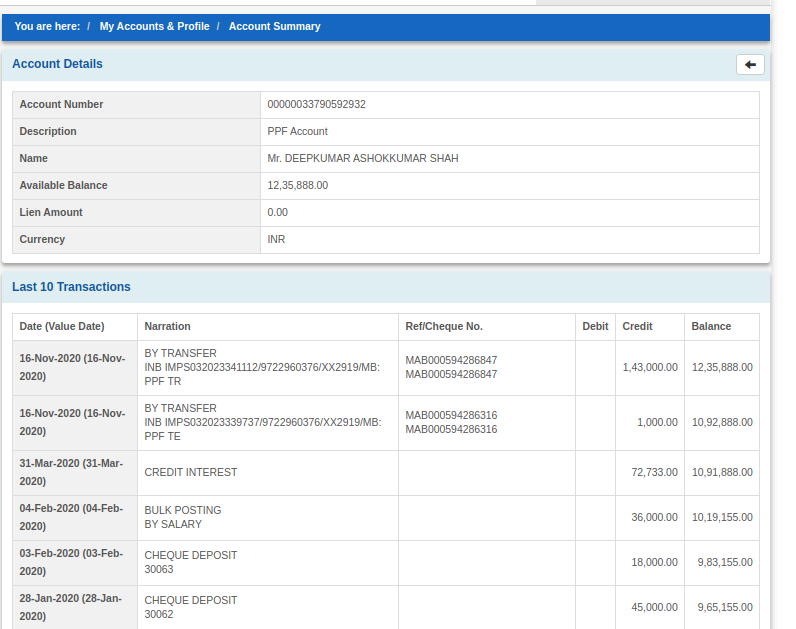 You are here: / My Accounts & Profile / Account Summary
Account Details
Account Number 00000033790592932
Description PPF Account
Name Mr. DEEPKUMAR ASHOKKUMAR SHAH
Available Balance 12,35,888.00
Lien Amount 0.00
Currency INR
Last 10 Transactions
Date (Value Date) Narration Ref/Cheque No. Debit Credit Balance
16-Nov-2020 (16-Nov-
2020)
BY TRANSFER
INB IMPS032023341112/9722960376/XX2919/MB:
PPF TR
MAB000594286847
MAB000594286847
1,43,000.00 12,35,888.00
16-Nov-2020 (16-Nov-
2020)
BY TRANSFER
INB IMPS032023339737/9722960376/XX2919/MB:
PPF TE
MAB000594286316
MAB000594286316
1,000.00 10,92,888.00
31-Mar-2020 (31-Mar-
2020)
CREDIT INTEREST
72,733.00 10,91,888.00
04-Feb-2020 (04-Feb-
2020)
BULK POSTING
BY SALARY
36,000.00 10,19,155.00
03-Feb-2020 (03-Feb-
2020)
CHEQUE DEPOSIT
30063
18,000.00 9,83,155.00
28-Jan-2020 (28-Jan-
2020)
CHEQUE DEPOSIT
30062
45,000.00 9,65,155.00